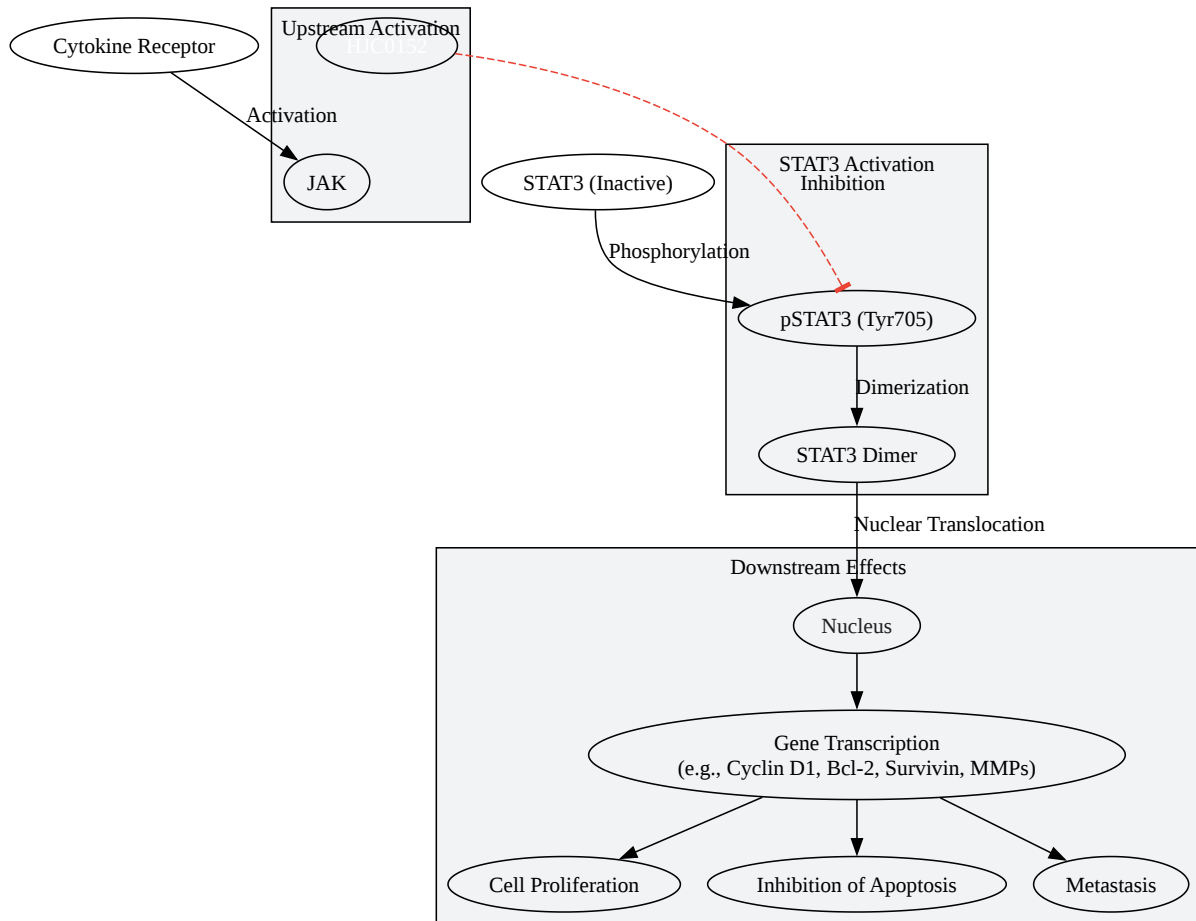 Upstream Activation
Cytokine Receptor
HJC0152
Activation
JAK
STAT3 Activation
Inhibition
STAT3 (Inactive)
Phosphorylation
pSTAT3 (Tyr705)
Dimerization
STAT3 Dimer
Nuclear Translocation
Downstream Effects
Nucleus
Gene Transcription
(e.g., Cyclin D1, Bcl-2, Survivin, MMPs)
Cell Proliferation
Inhibition of Apoptosis
Metastasis